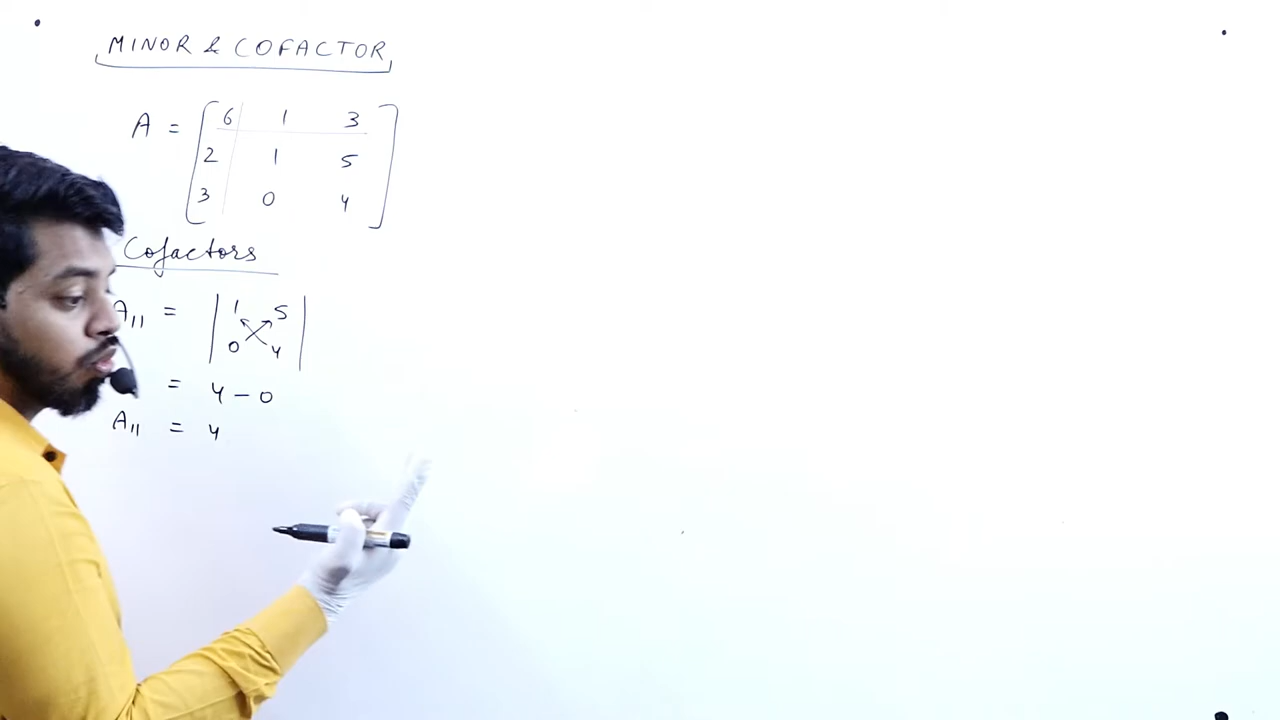 MINOR & COFACTOR
A = [ 6 1 3
2 1 5
3 0 4 ]
Cofactors
A11 = | 1 5
0 4 |
= 4 - 0
A11 = 4